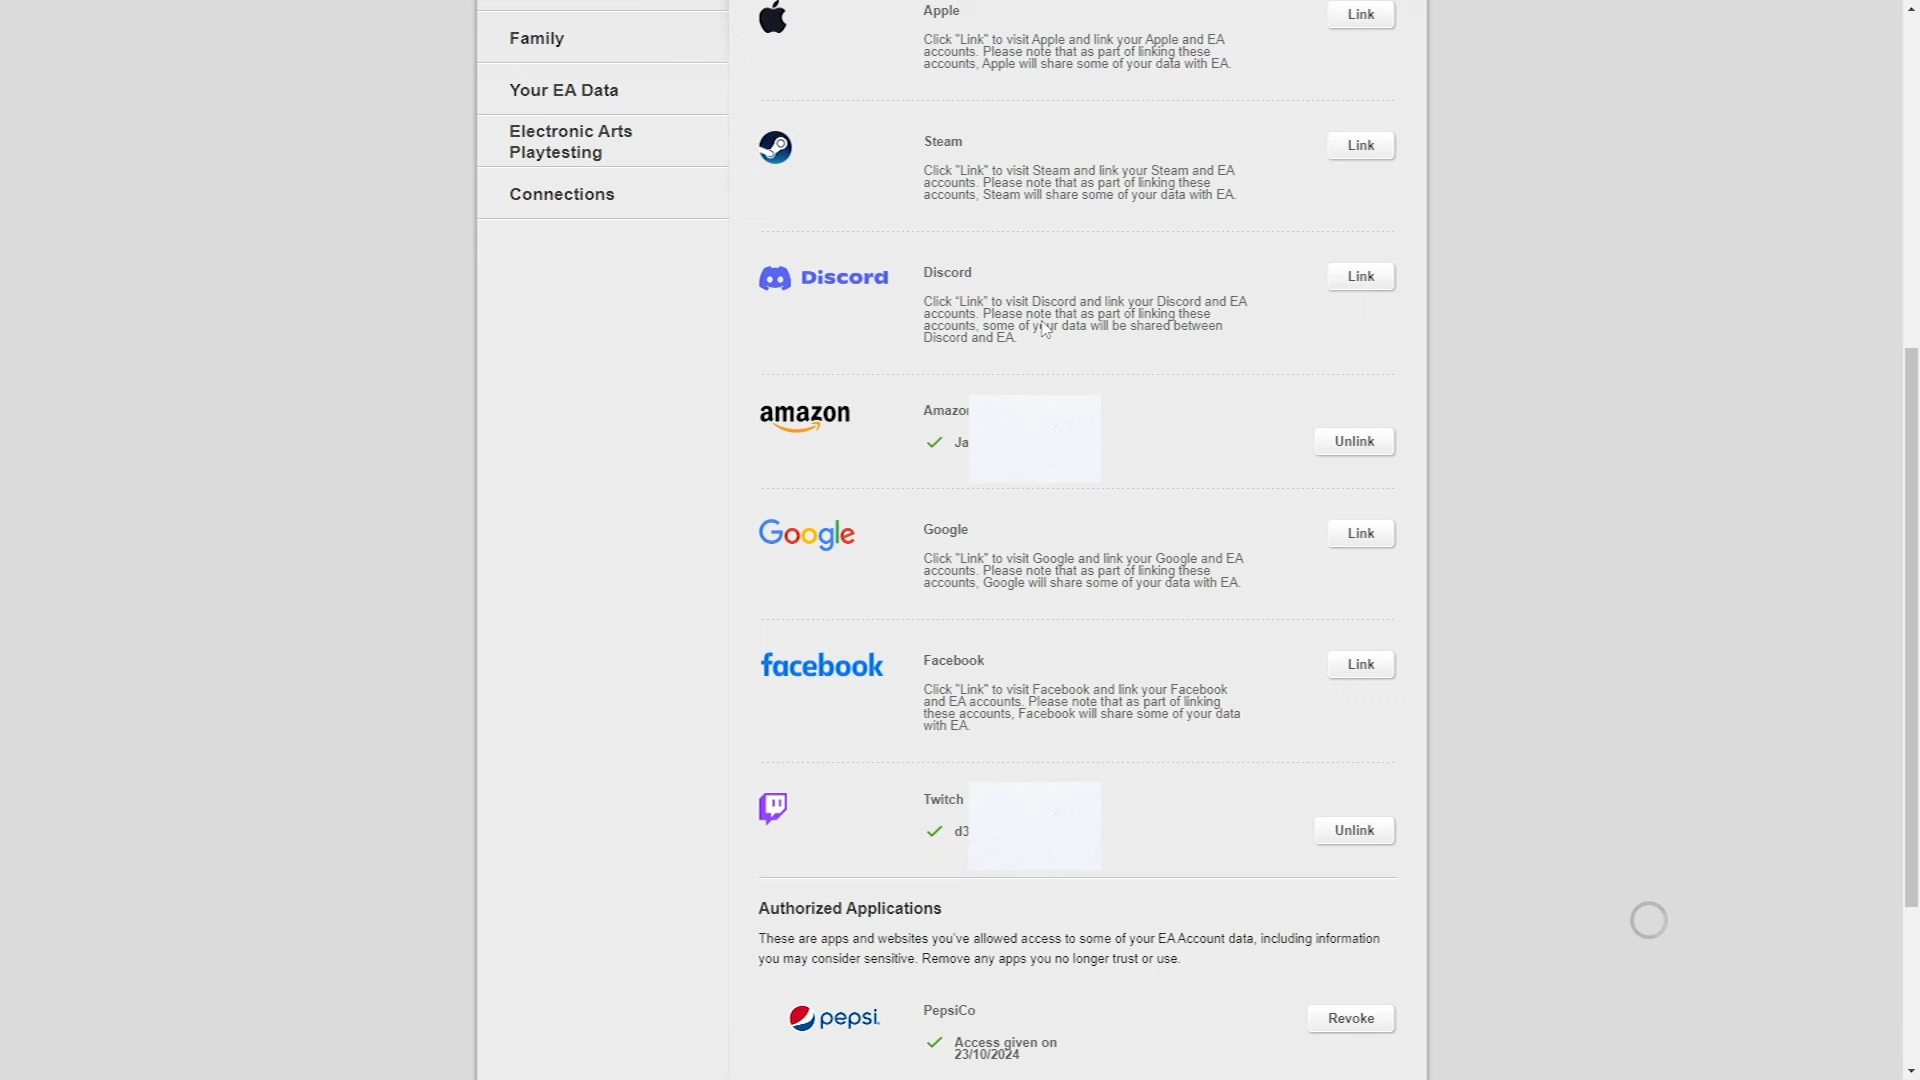 Family
Your EA Data
Electronic Arts
Playtesting
Connections
Apple
Link
Click "Link" to visit Apple and link your Apple and EA
accounts. Please note that as part of linking these
accounts, Apple will share some of your data with EA.
Steam
Link
Click "Link" to visit Steam and link your Steam and EA
accounts. Please note that as part of linking these
accounts, Steam will share some of your data with EA.
Discord
Discord
Link
Click “Link” to visit Discord and link your Discord and EA
accounts. Please note that as part of linking these
accounts, some of your data will be shared between
Discord and EA.
amazon
Amazon
Ja
Unlink
Google
Google
Link
Click "Link" to visit Google and link your Google and EA
accounts. Please note that as part of linking these
accounts, Google will share some of your data with EA.
facebook
Facebook
Link
Click "Link" to visit Facebook and link your Facebook
and EA accounts. Please note that as part of linking
these accounts, Facebook will share some of your data
with EA.
Twitch
d3
Unlink
Authorized Applications
These are apps and websites you've allowed access to some of your EA Account data, including information
you may consider sensitive. Remove any apps you no longer trust or use.
pepsi.
PepsiCo
Revoke
Access given on
23/10/2024